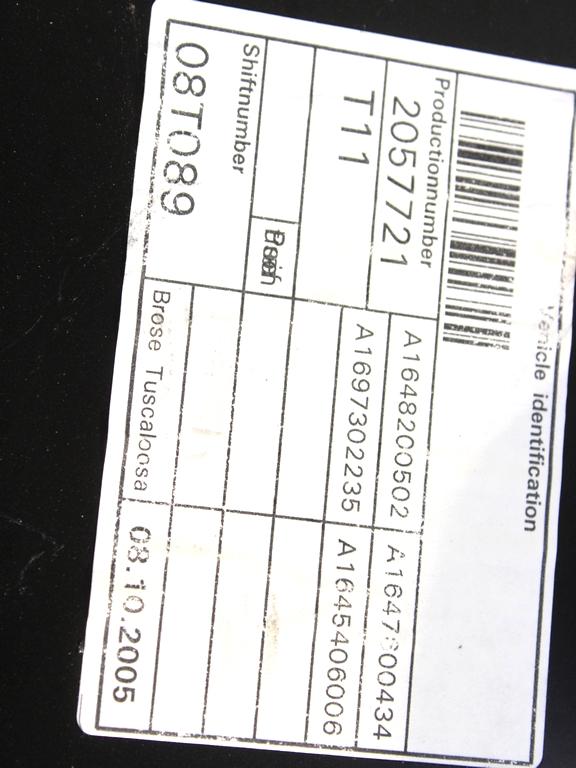 Vehicle identification
Productionnumber
2057721
A1648200502
T11
A1697302235
A1645406006
Shiftnumber
08T089
Brose Tuscaloosa
08.10.2005